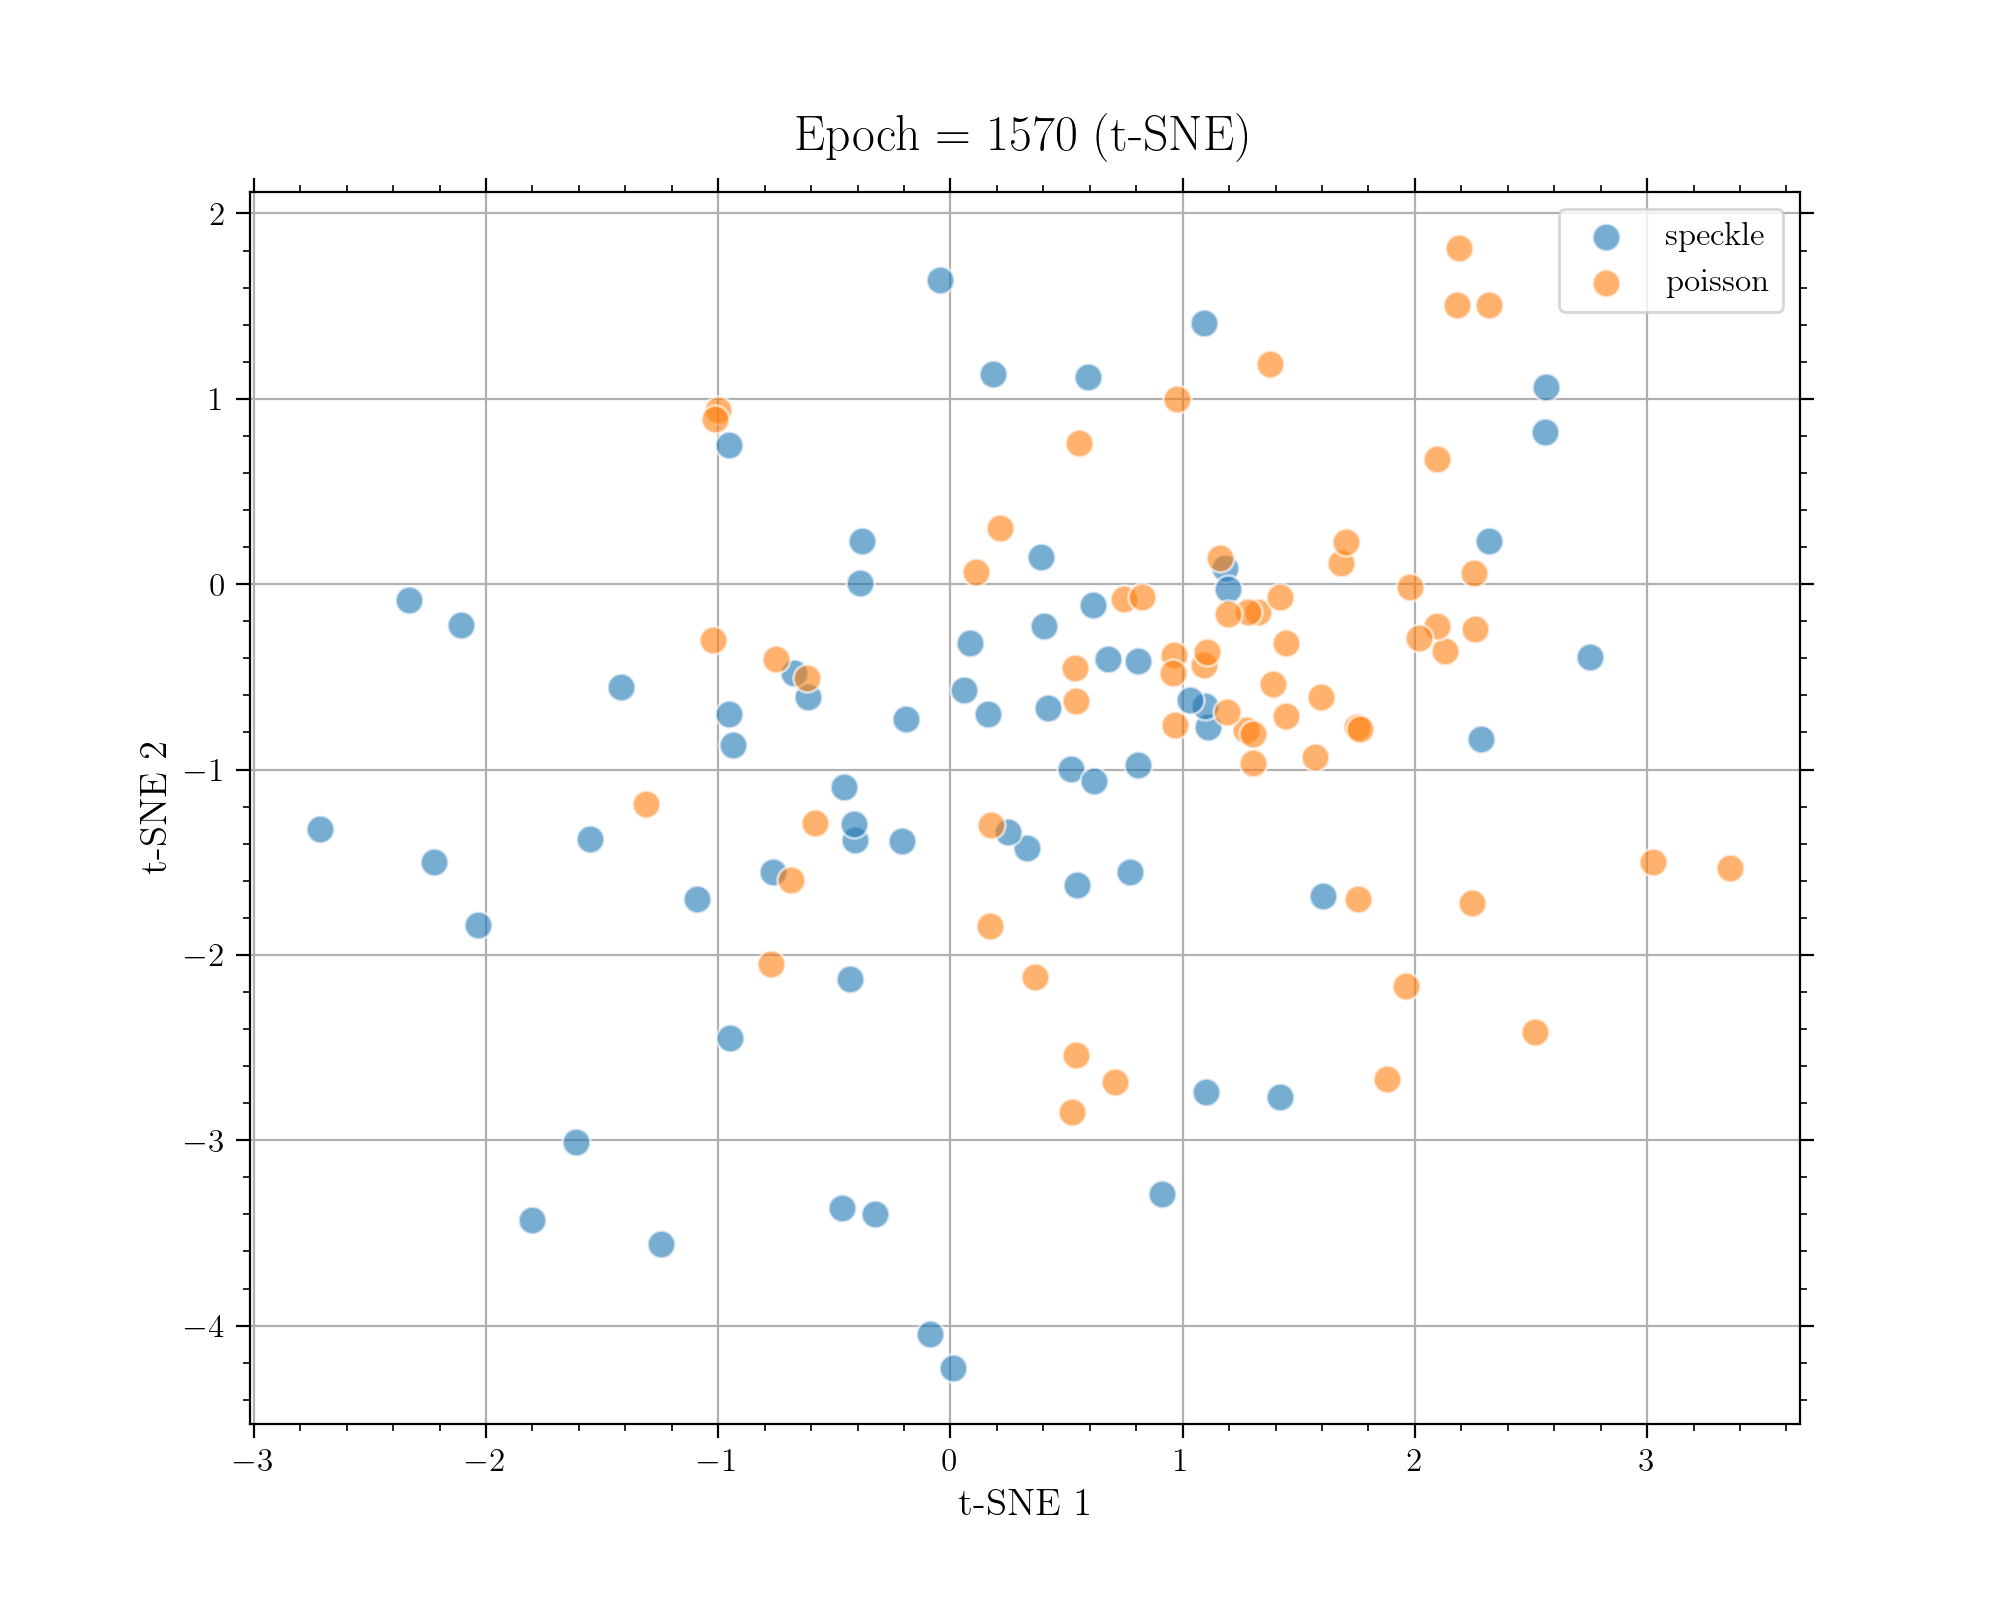 Epoch = 1570 (t-SNE)
speckle
poisson
2
1
0
−1
−2
−3
−4
t-SNE 2
−3 −2 −1 0 1 2 3
t-SNE 1